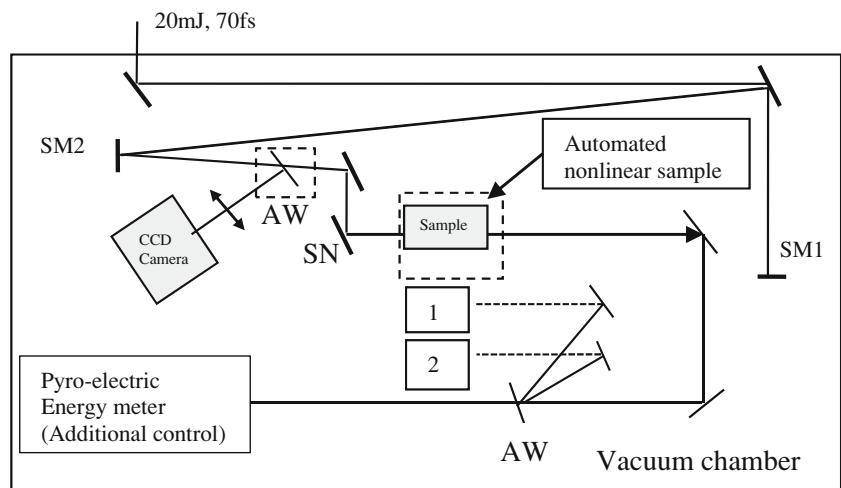 20mJ, 70fs
SM2
Automated
nonlinear sample
AW
CCD
Camera
SN
Sample
SM1
1
2
Pyro-electric
Energy meter
(Additional control)
AW
Vacuum chamber